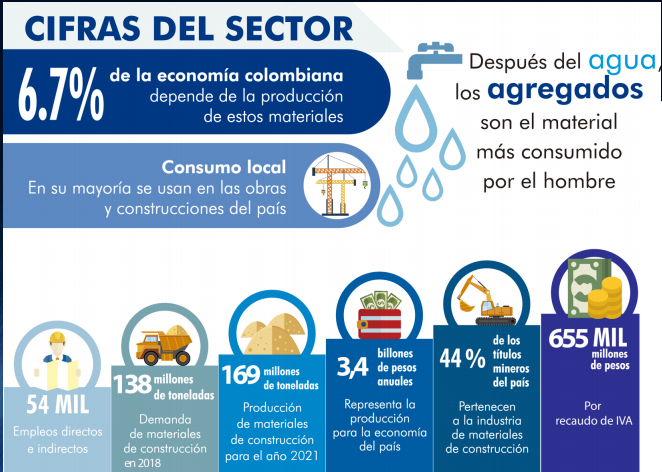 CIFRAS DEL SECTOR
6.7%
de la economía colombiana
depende de la producción
de estos materiales
Consumo local
En su mayoría se usan en las obras
y construcciones del país
Después del agua,
los agregados
son el material
más consumido
por el hombre
54 MIL
Empleos directos
e indirectos
138 millones
de toneladas
Demanda
de materiales
de construcción
en 2018
169 millones
de toneladas
Producción
de materiales
de construcción
para el año 2021
3,4
billones
de pesos
anuales
Representa la
producción
para la economía
del país
44 %
de los
títulos
mineros
del país
Pertenecen
a la industria
de materiales
de construcción
655 MIL
millones
de pesos
Por
recaudo de IVA